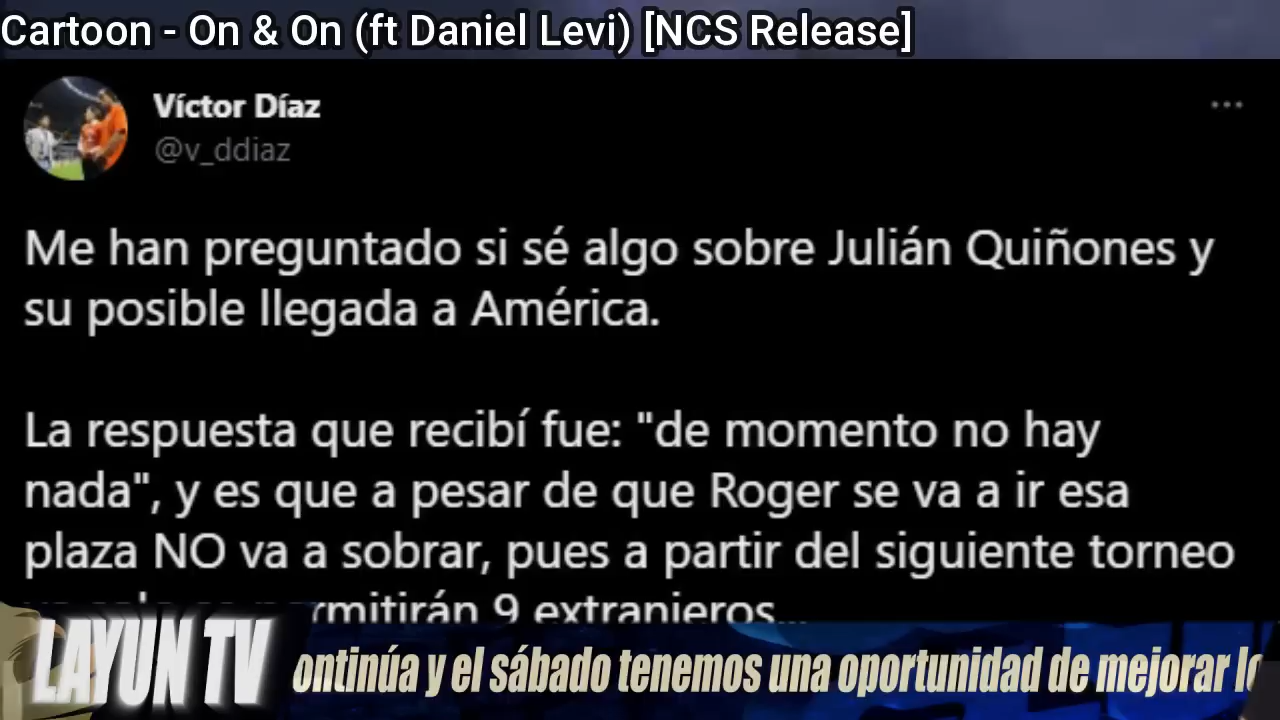 Cartoon - On & On (ft Daniel Levi) [NCS Release]
Víctor Díaz
@v_ddiaz
Me han preguntado si sé algo sobre Julián Quiñones y
su posible llegada a América.
La respuesta que recibí fue: "de momento no hay
nada", y es que a pesar de que Roger se va a ir esa
plaza NO va a sobrar, pues a partir del siguiente torneo
permitirán 9 extranjeros...
LAYUN TV
ontinúa y el sábado tenemos una oportunidad de mejorar lo